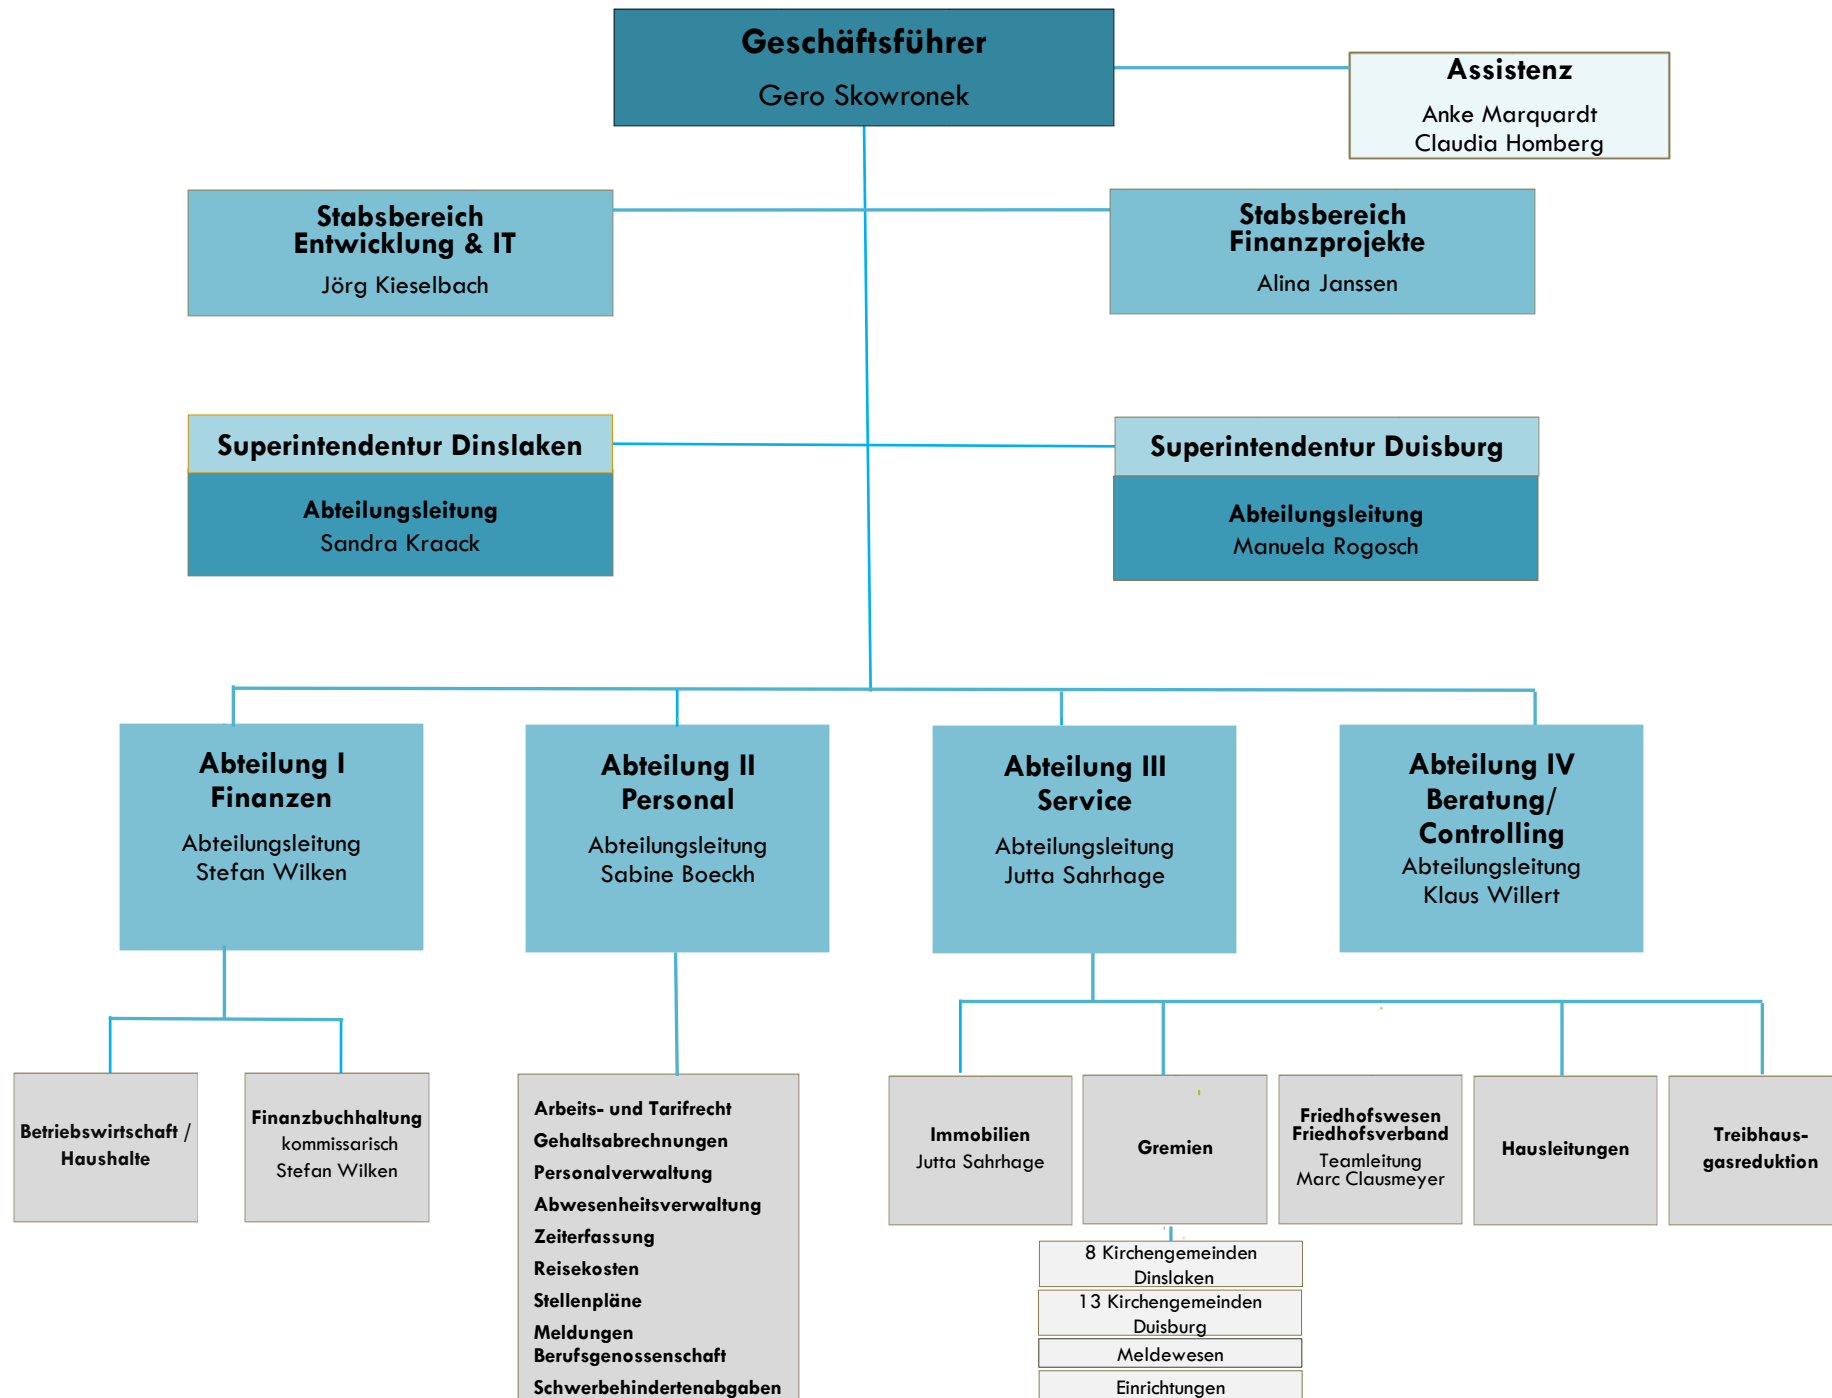 Geschäftsführer
Gero Skowronek
Assistenz
Anke Marquardt
Claudia Homberg
Stabsbereich
Entwicklung & IT
Jörg Kieselbach
Stabsbereich
Finanzprojekte
Alina Janssen
Superintendentur Dinslaken
Abteilungsleitung
Sandra Kraack
Superintendentur Duisburg
Abteilungsleitung
Manuela Rogosch
Abteilung I
Finanzen
Abteilungsleitung
Stefan Wilken
Abteilung II
Personal
Abteilungsleitung
Sabine Boeckh
Abteilung III
Service
Abteilungsleitung
Jutta Sahrhage
Abteilung IV
Beratung/
Controlling
Abteilungsleitung
Klaus Willert
Betriebswirtschaft /
Haushalte
Finanzbuchhaltung
kommissarisch
Stefan Wilken
Arbeits- und Tarifrecht
Gehaltsabrechnungen
Personalverwaltung
Abwesenheitsverwaltung
Zeiterfassung
Reisekosten
Stellenpläne
Meldungen
Berufsgenossenschaft
Schwerbehindertenabgaben
Immobilien
Jutta Sahrhage
Gremien
Friedhofswesen
Friedhofsverband
Teamleitung
Marc Clausmeyer
Hausleitungen
Treibhaus-
gasreduktion
8 Kirchengemeinden
Dinslaken
13 Kirchengemeinden
Duisburg
Meldewesen
Einrichtungen